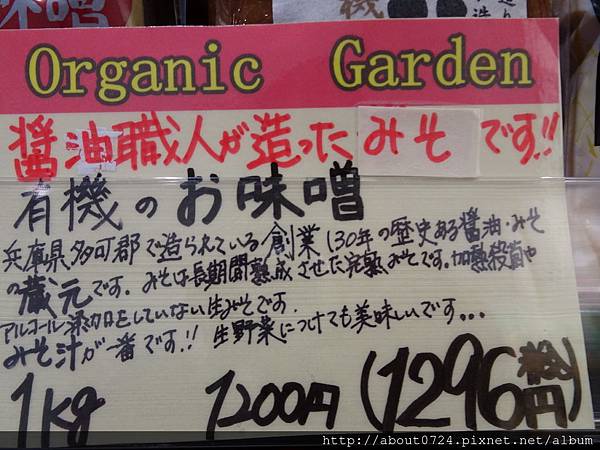 Organic Garden
醤油職人が造ったみそです!!
有機のお味噌
兵庫県多可郡で造られている創業130年の歴史ある醤油・みそ
の蔵元です。みそは長期間熟成させた完熟みそです。加熱殺菌や
アルコール添加をしていない生みそです.
みそ汁が一番です!! 生野菜につけても美味しいです...
1kg 1200円 (1296円)
http://about0724.pixnet.net/album